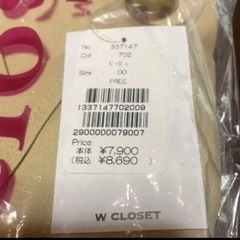 No 337147
Col 702
ﾍﾞｰｼﾞｭ
Size 00
FREE
1337147702009
2900000079007
Price
本体 ¥7,900
(税込 ¥8,690)
W CLOSET